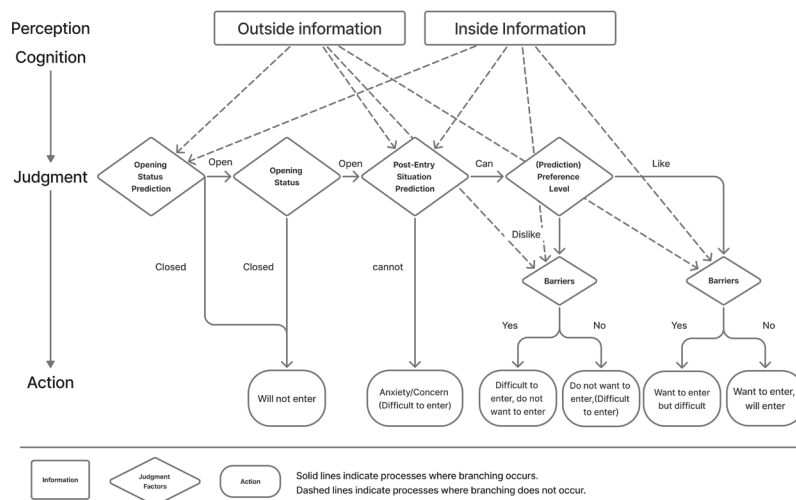 Perception
Outside information
Inside Information
Cognition
Judgment
Opening
Status
Prediction
Open
Opening
Status
Open
Post-Entry
Situation
Prediction
Can
(Prediction)
Preference
Level
Like
Dislike
Closed
Closed
cannot
Barriers
Barriers
Yes
No
Yes
No
Action
Will not enter
Anxiety/Concern
(Difficult to enter)
Difficult to
enter, do not
want to enter
Do not want to
enter,(Difficult
to enter)
Want to enter
but difficult
Want to enter,
will enter
Information
Judgment
Factors
Action
Solid lines indicate processes where branching occurs.
Dashed lines indicate processes where branching does not occur.